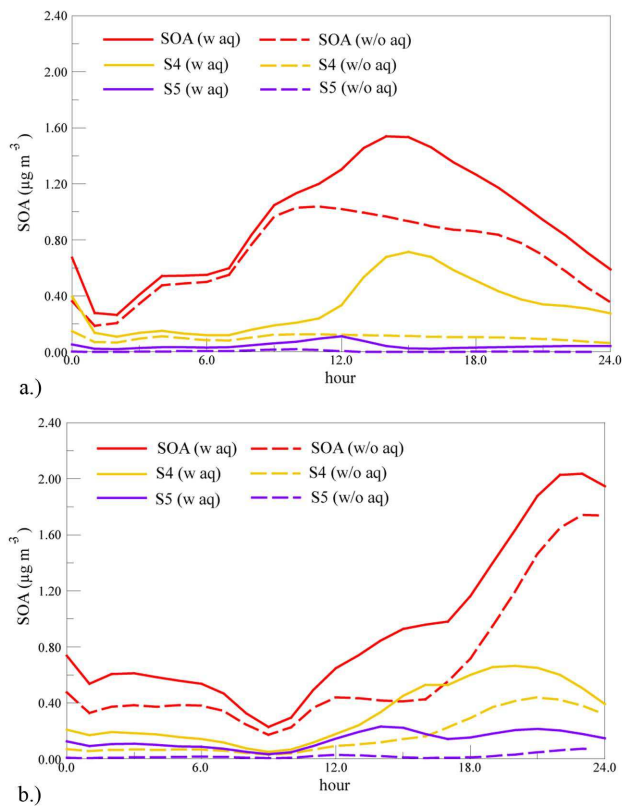 2.40
SOA (w aq) SOA (w/o aq)
S4 (w aq) S4 (w/o aq)
2.00
S5 (w aq) S5 (w/o aq)
1.60
SOA (µg m⁻³)
1.20
0.80
0.40
0.00
0.0 6.0 12.0 18.0 24.0
hour
a.)
2.40
SOA (w aq) SOA (w/o aq)
S4 (w aq) S4 (w/o aq)
2.00
S5 (w aq) S5 (w/o aq)
1.60
SOA (µg m⁻³)
1.20
0.80
0.40
0.00
0.0 6.0 12.0 18.0 24.0
hour
b.)